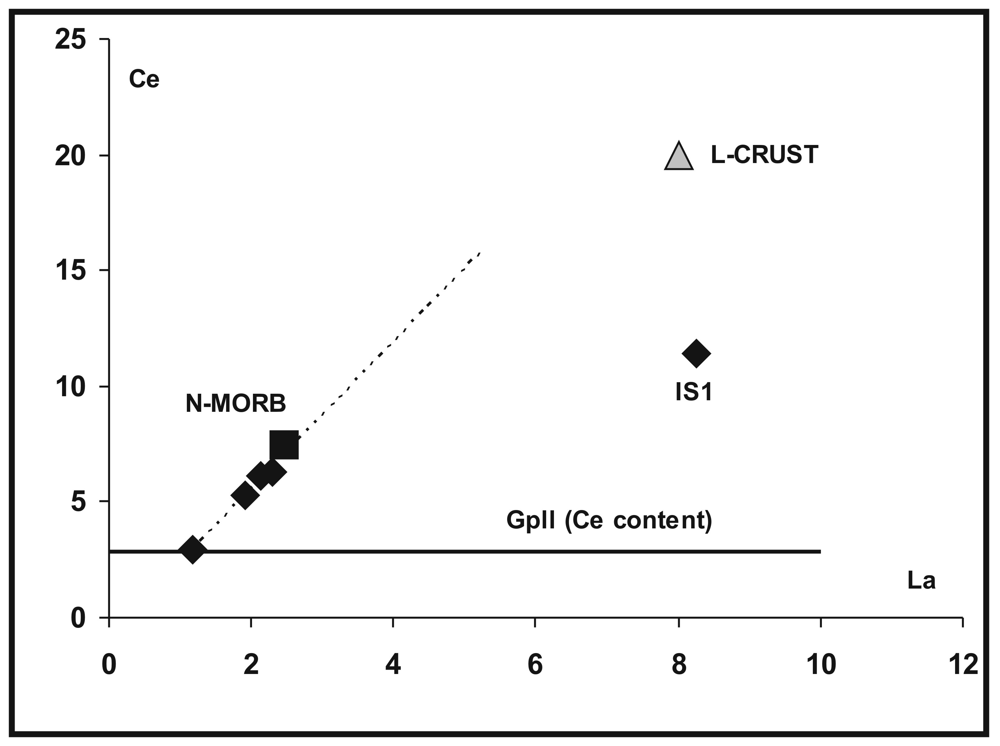 25
Ce
20
L-CRUST
15
10
IS1
N-MORB
5
GpII (Ce content)
La
0
0 2 4 6 8 10 12